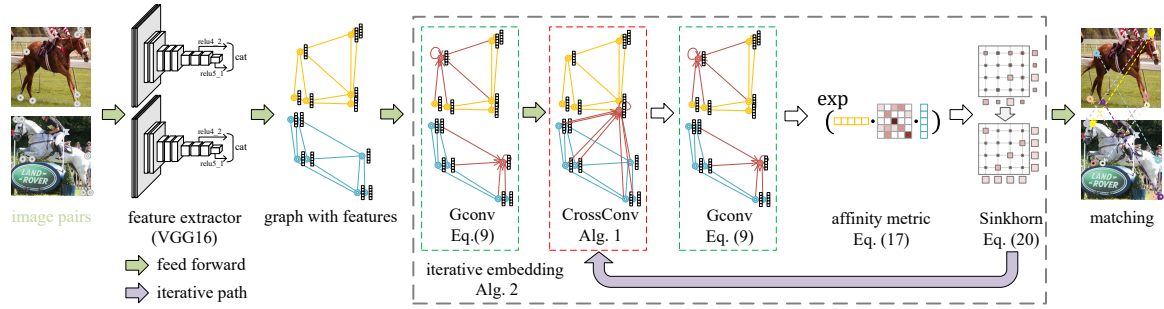 relu4_2
cat
relu5_1
relu4_2
cat
relu5_1
LAND-
ROVER
LAND-
ROVER
exp
( · · )
image pairs
feature extractor
(VGG16)
graph with features
Gconv
Eq.(9)
CrossConv
Alg. 1
Gconv
Eq. (9)
affinity metric
Eq. (17)
Sinkhorn
Eq. (20)
matching
feed forward
iterative path
iterative embedding
Alg. 2